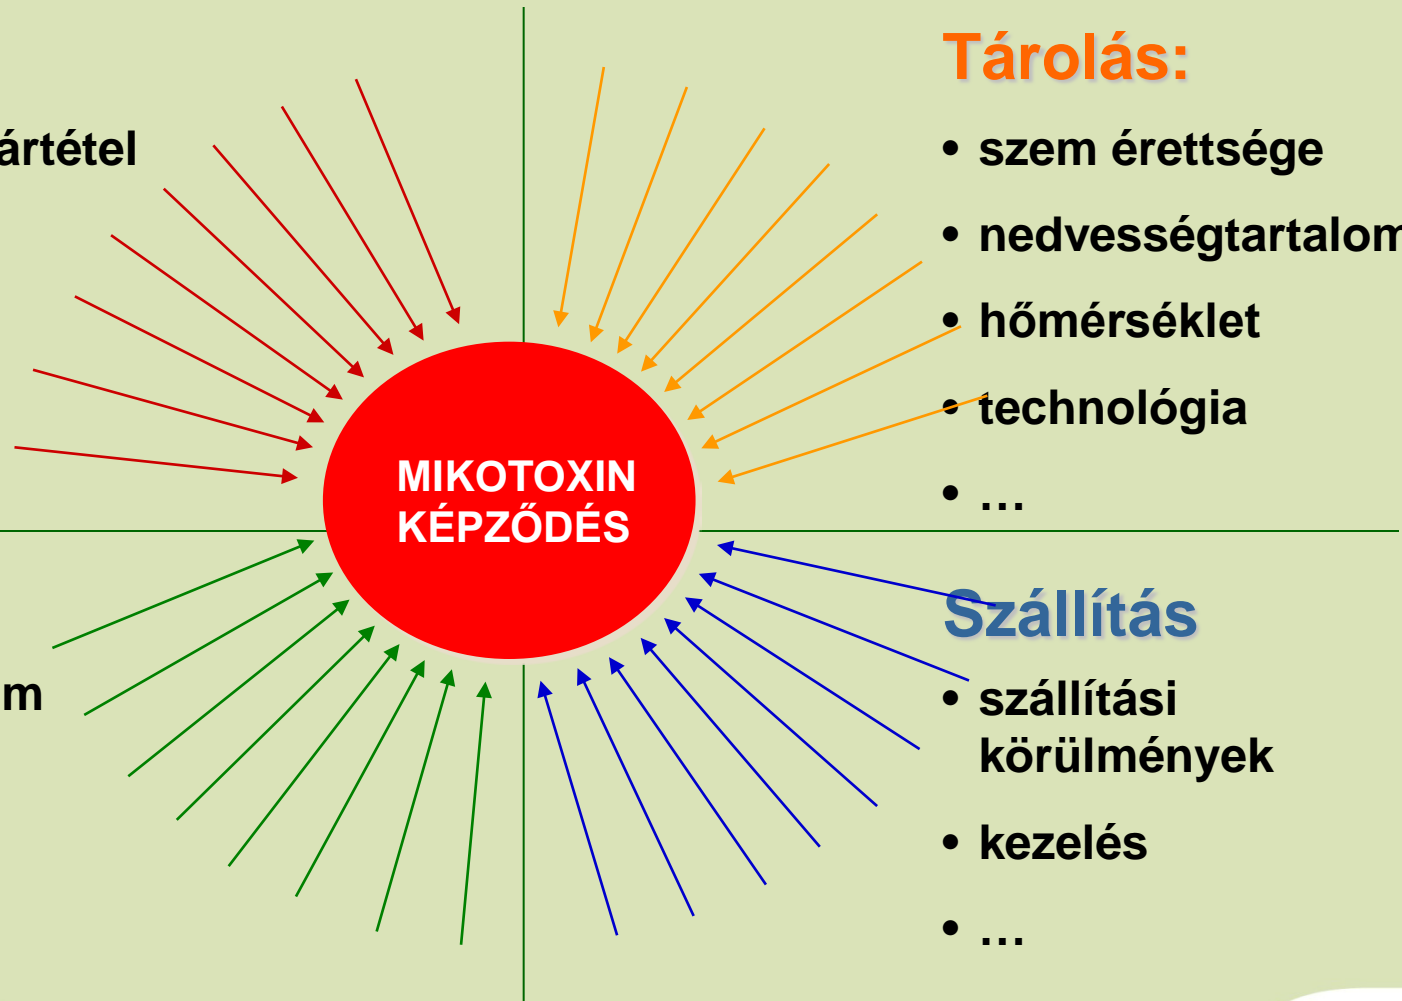 ártétel
m
MIKOTOXIN
KÉPZŐDÉS
Tárolás:
• szem érettsége
• nedvességtartalom
• hőmérséklet
• technológia
• …
Szállítás
• szállítási
körülmények
• kezelés
• …